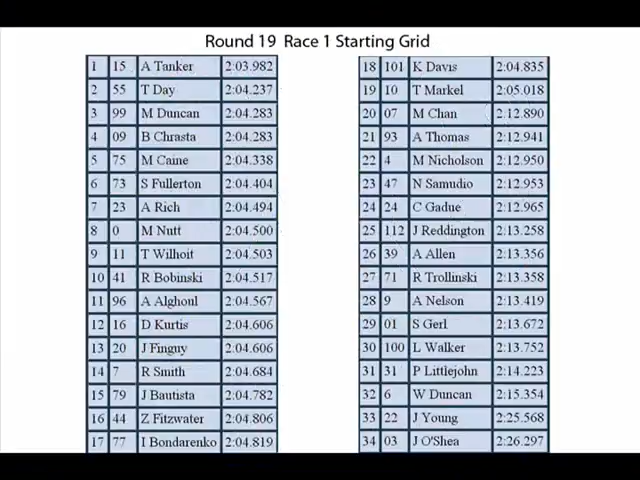 Round 19 Race 1 Starting Grid
1 15 A Tanker 2:03.982
2 55 T Day 2:04.237
3 99 M Duncan 2:04.283
4 09 B Chrasta 2:04.283
5 75 M Caine 2:04.338
6 73 S Fullerton 2:04.404
7 23 A Rich 2:04.494
8 0 M Nutt 2:04.500
9 11 T Wilhoit 2:04.503
10 41 R Bobinski 2:04.517
11 96 A Alghoul 2:04.567
12 16 D Kurtis 2:04.606
13 20 J Finguy 2:04.606
14 7 R Smith 2:04.684
15 79 J Bautista 2:04.782
16 44 Z Fitzwater 2:04.806
17 77 I Bondarenko 2:04.819
18 101 K Davis 2:04.835
19 10 T Markel 2:05.018
20 07 M Chan 2:12.890
21 93 A Thomas 2:12.941
22 4 M Nicholson 2:12.950
23 47 N Samudio 2:12.953
24 24 C Gadue 2:12.965
25 112 J Reddington 2:13.258
26 39 A Allen 2:13.356
27 71 R Trollinski 2:13.358
28 9 A Nelson 2:13.419
29 01 S Gerl 2:13.672
30 100 L Walker 2:13.752
31 31 P Littlejohn 2:14.223
32 6 W Duncan 2:15.354
33 22 J Young 2:25.568
34 03 J O'Shea 2:26.297